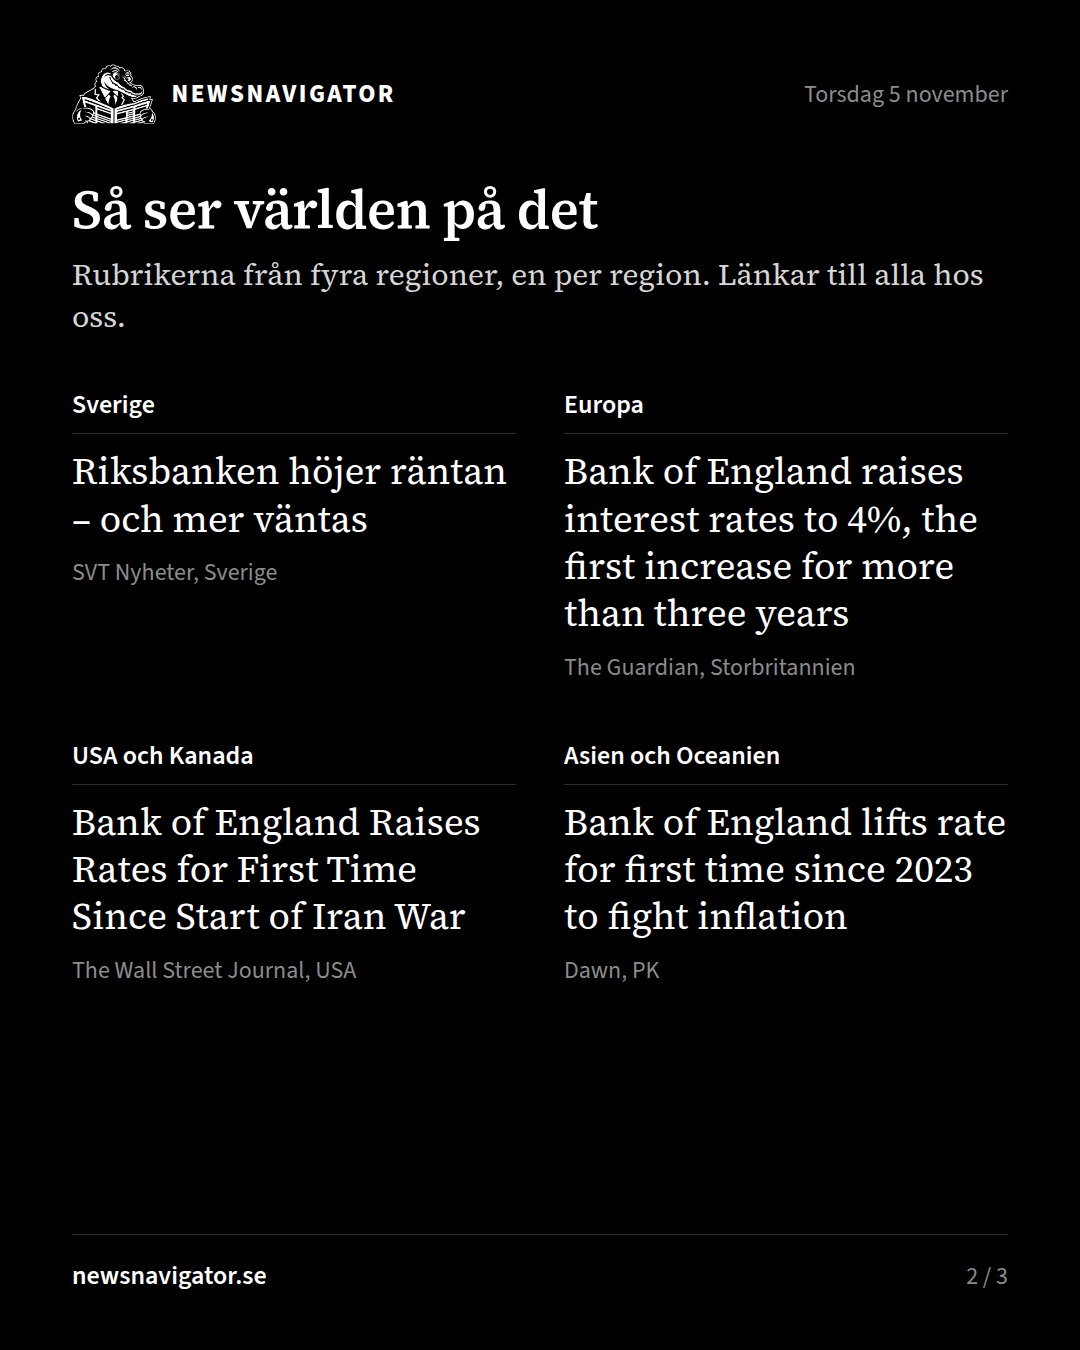 NEWSNAVIGATOR
Torsdag 5 november
Så ser världen på det
Rubrikerna från fyra regioner, en per region. Länkar till alla hos
oss.
Sverige
Riksbanken höjer räntan
– och mer väntas
SVT Nyheter, Sverige
Europa
Bank of England raises
interest rates to 4%, the
first increase for more
than three years
The Guardian, Storbritannien
USA och Kanada
Bank of England Raises
Rates for First Time
Since Start of Iran War
The Wall Street Journal, USA
Asien och Oceanien
Bank of England lifts rate
for first time since 2023
to fight inflation
Dawn, PK
newsnavigator.se
2 / 3